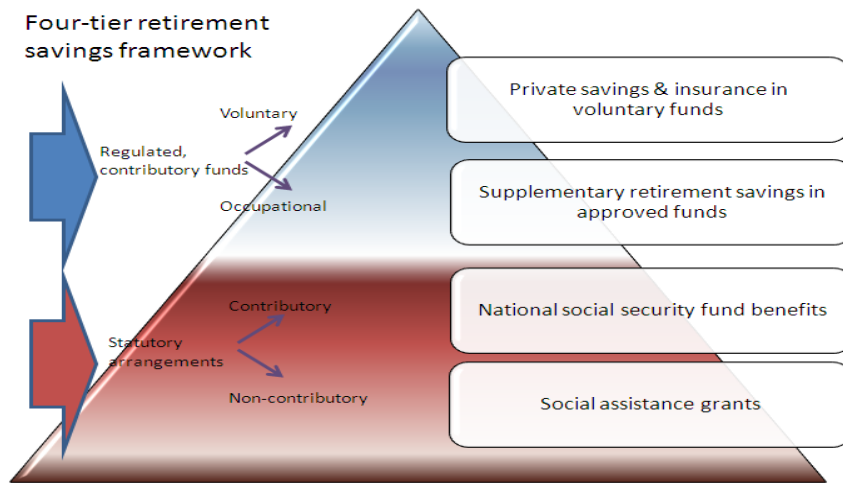 Four-tier retirement
savings framework
Voluntary
Regulated,
contributory funds
Occupational
Private savings & insurance in
voluntary funds
Supplementary retirement savings in
approved funds
Contributory
Statutory
arrangements
Non-contributory
National social security fund benefits
Social assistance grants